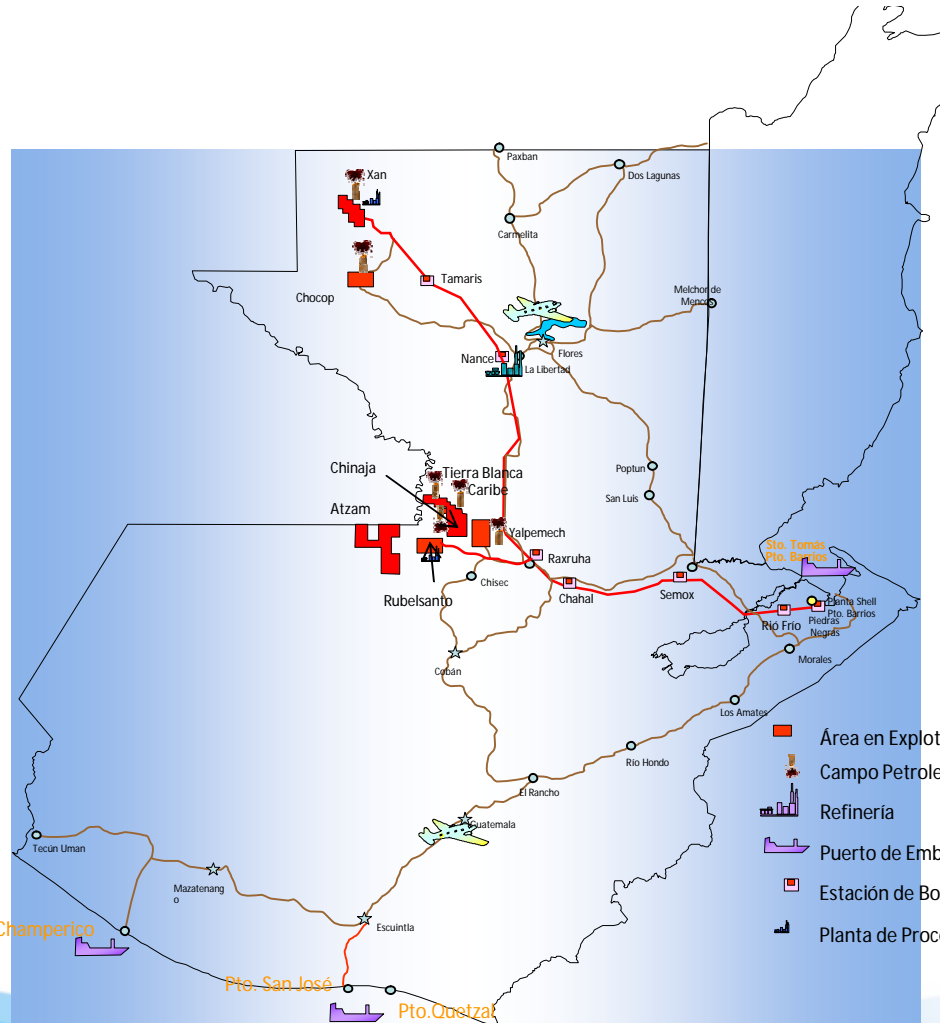 Paxban
Xan
Dos Lagunas
Carmelita
Tamaris
Chocop
Melchor de
Mencos
Nance
Flores
La Libertad
Chinaja
Tierra Blanca
Caribe
Poptun
San Luis
Atzam
Yalpemech
Raxruha
Sto. Tomás
Pto. Barrios
Chisec
Chahal
Semox
Rubelsanto
Planta Shell
Pto. Barrios
Rió Frío
Piedras
Negras
Morales
Cobán
Los Amates
Área en Explot
Río Hondo
Campo Petrole
El Rancho
Refinería
Guatemala
Tecún Uman
Puerto de Emb
Mazatenang
o
Estación de Bo
Escuintla
Champerico
Planta de Proc
Pto. San José
Pto.Quetzal